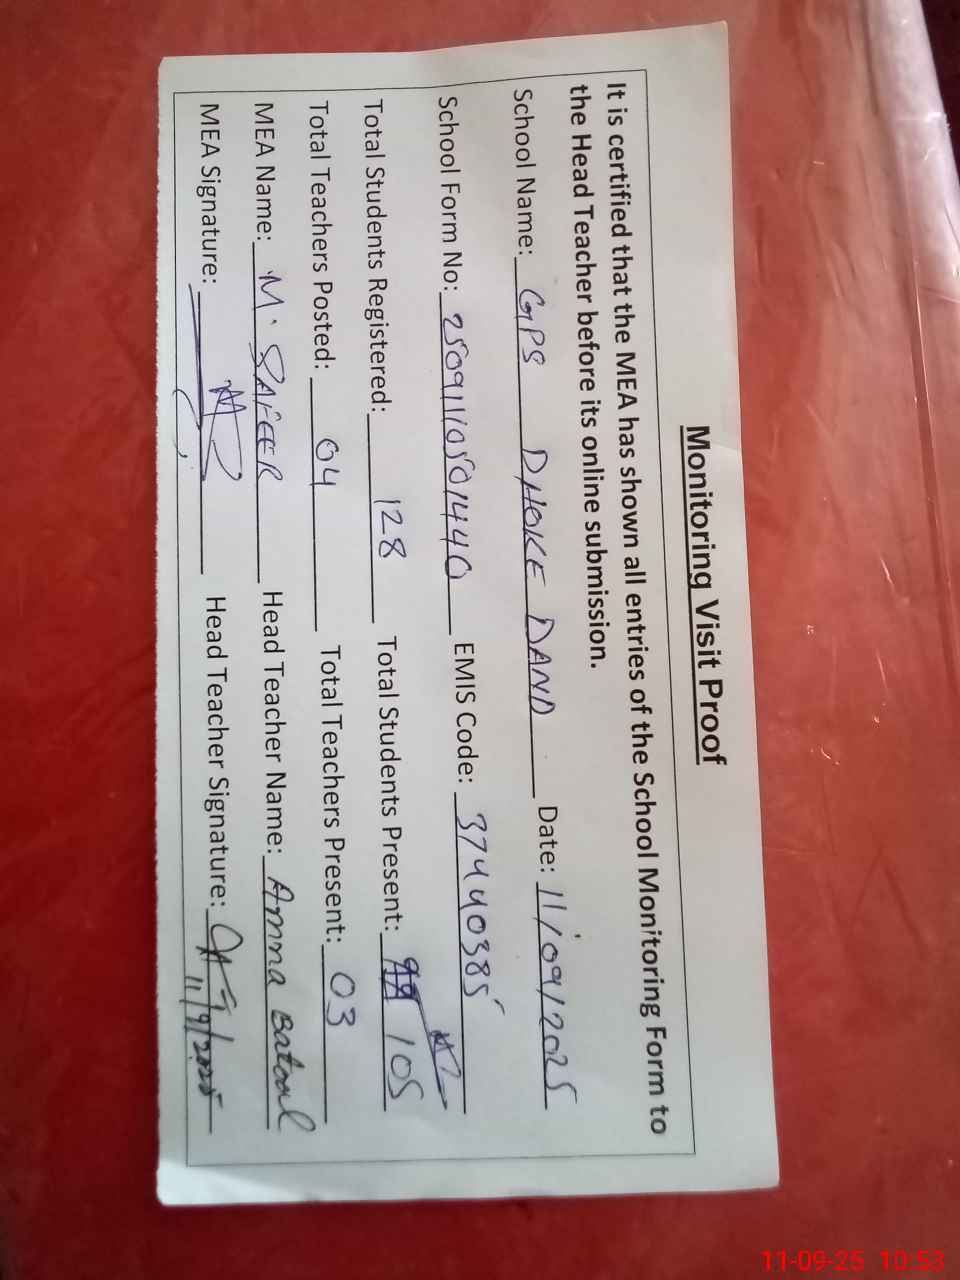 Monitoring Visit Proof
It is certified that the MEA has shown all entries of the School Monitoring Form to
the Head Teacher before its online submission.
School Name: GPS DHOKE DAND Date: 11/09/2025
School Form No: 2509110501440 EMIS Code: 37440385
Total Students Registered: 128 Total Students Present: 105
Total Teachers Posted: 04 Total Teachers Present: 03
MEA Name: M. SAFEER Head Teacher Name: Amna Batool
MEA Signature: Head Teacher Signature:
11/9/2025
11-09-25 10:53